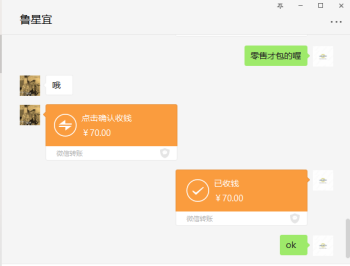 鲁星宜
零售才包的喔
哦
点击确认收钱
￥70.00
微信转账
已收钱
￥70.00
微信转账
ok